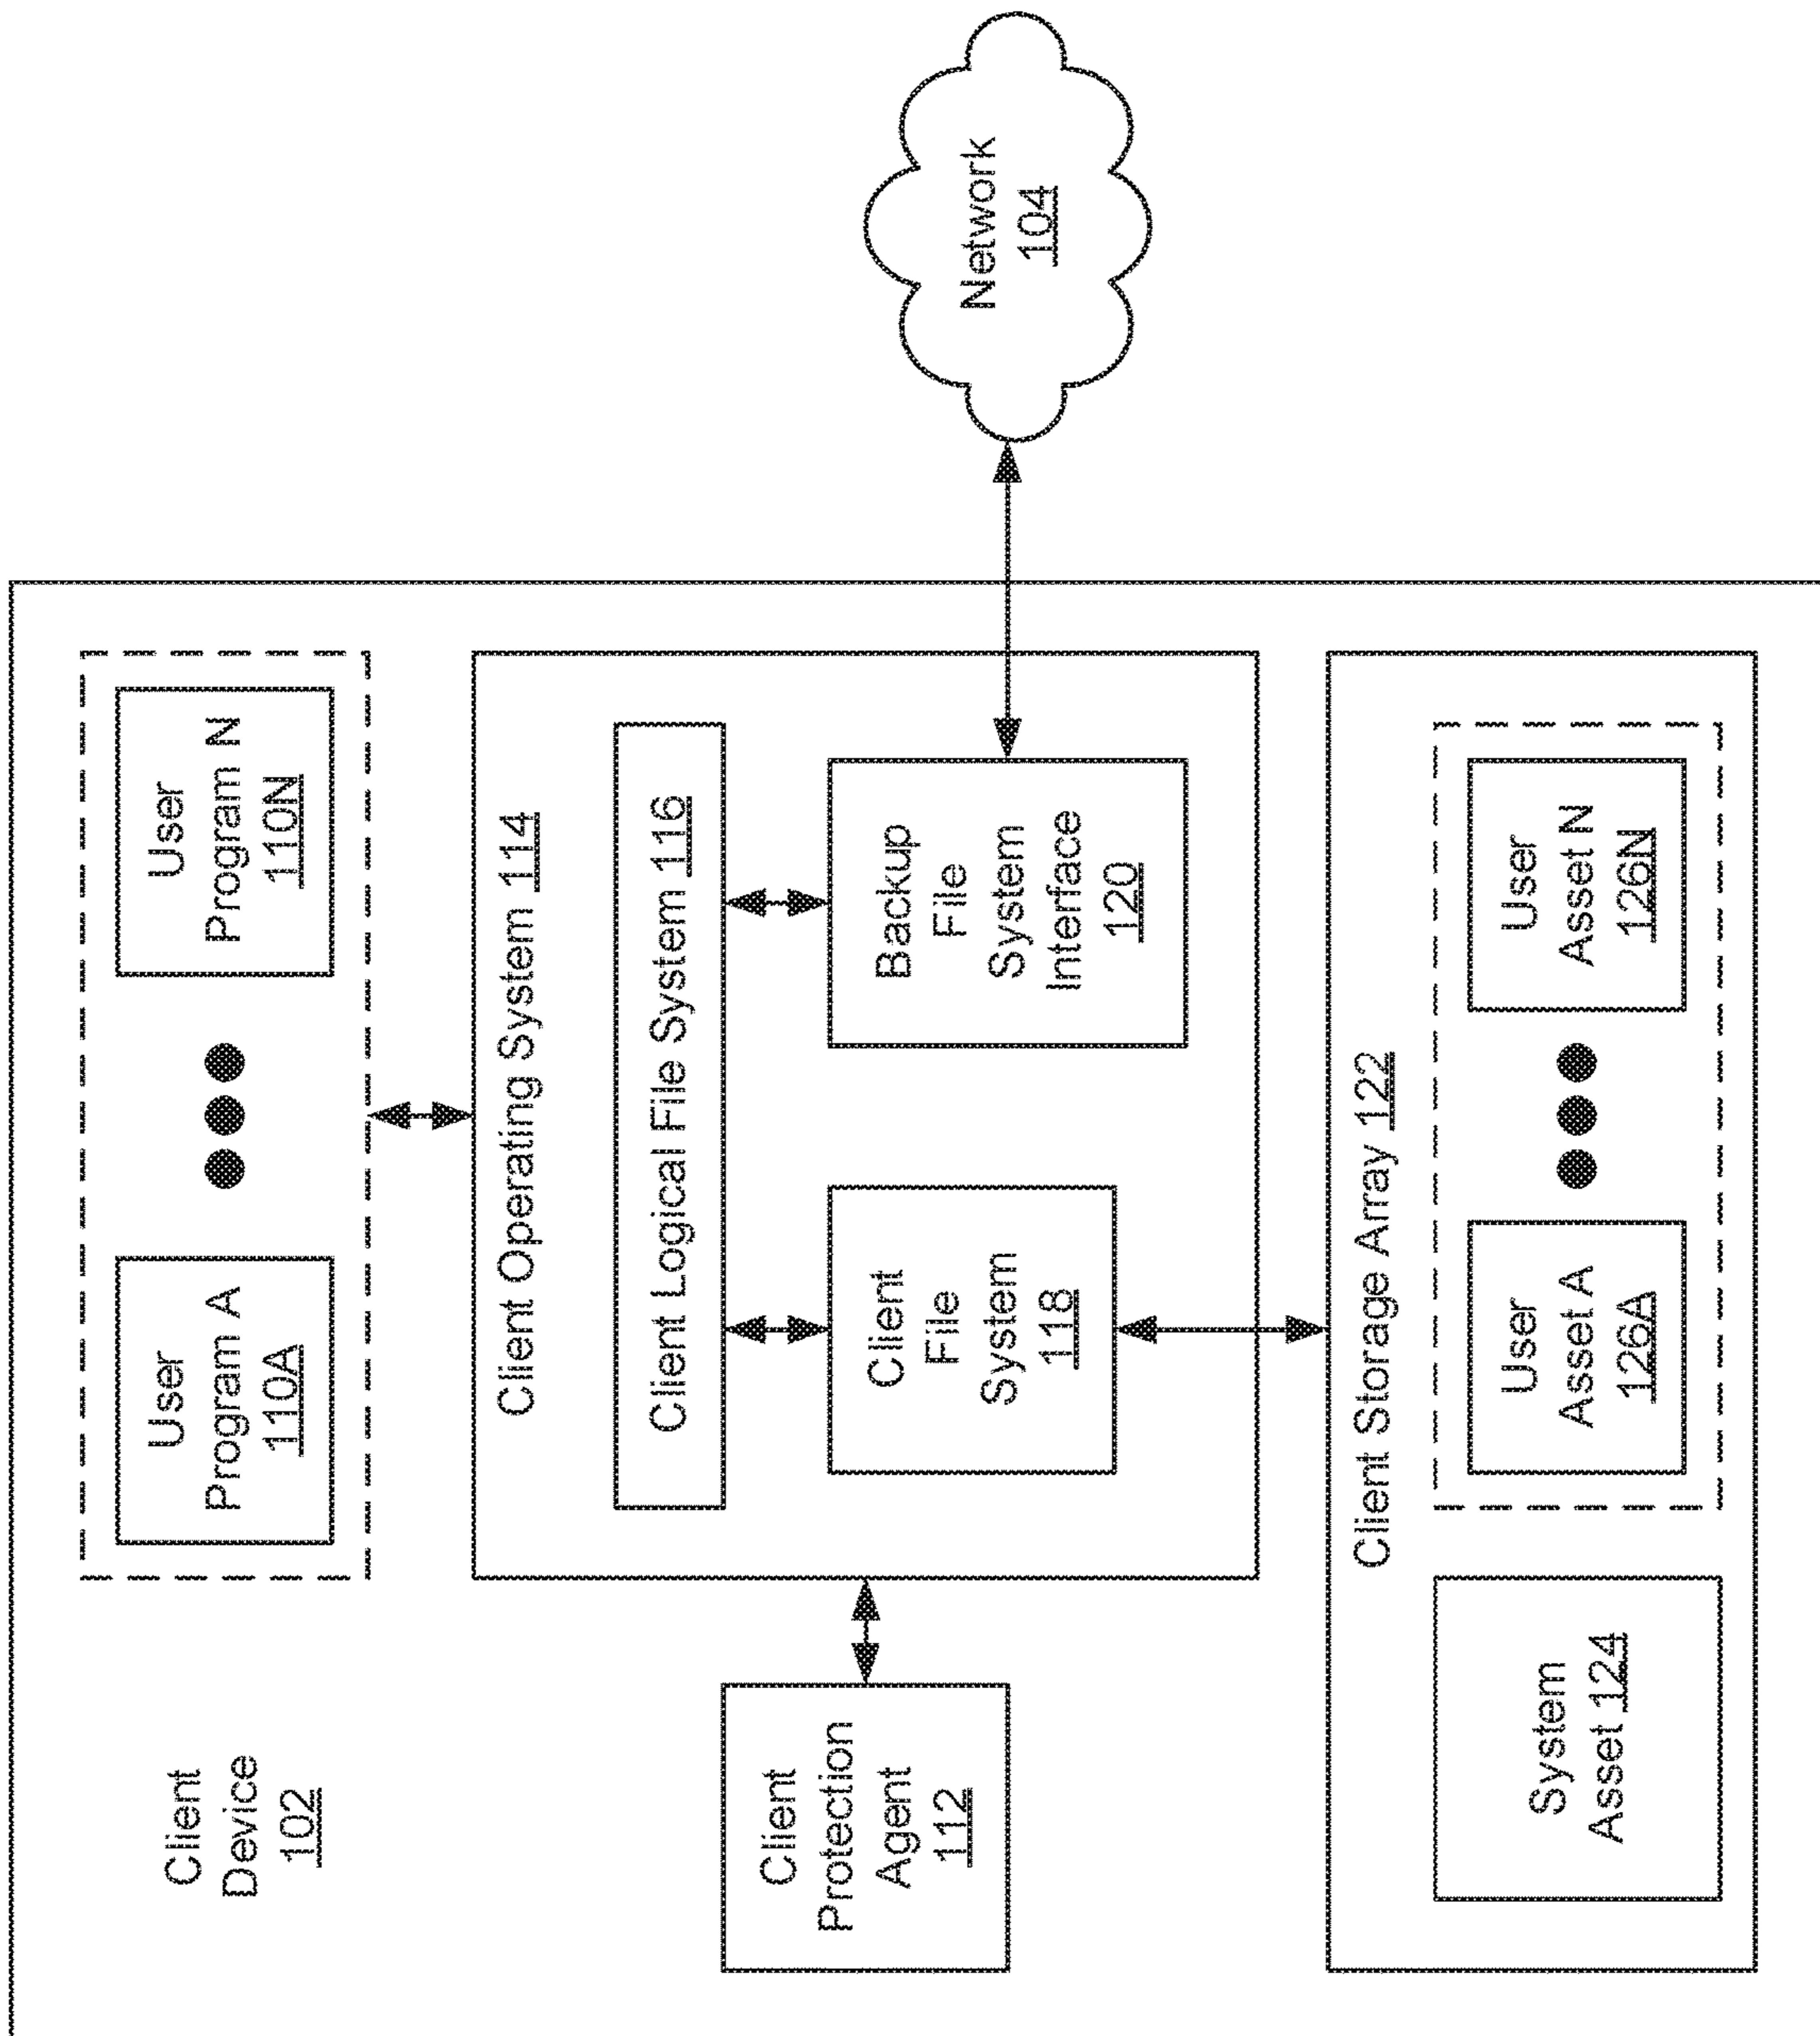 Client
Device
102
User
Program A
110A
User
Program N
110N
Client Operating System 114
Client Logical File System 116
Client
Protection
Agent
112
Client
File
System
118
Backup
File
System
Interface
120
Network
104
Client Storage Array 122
System
Asset 124
User
Asset A
126A
User
Asset N
126N